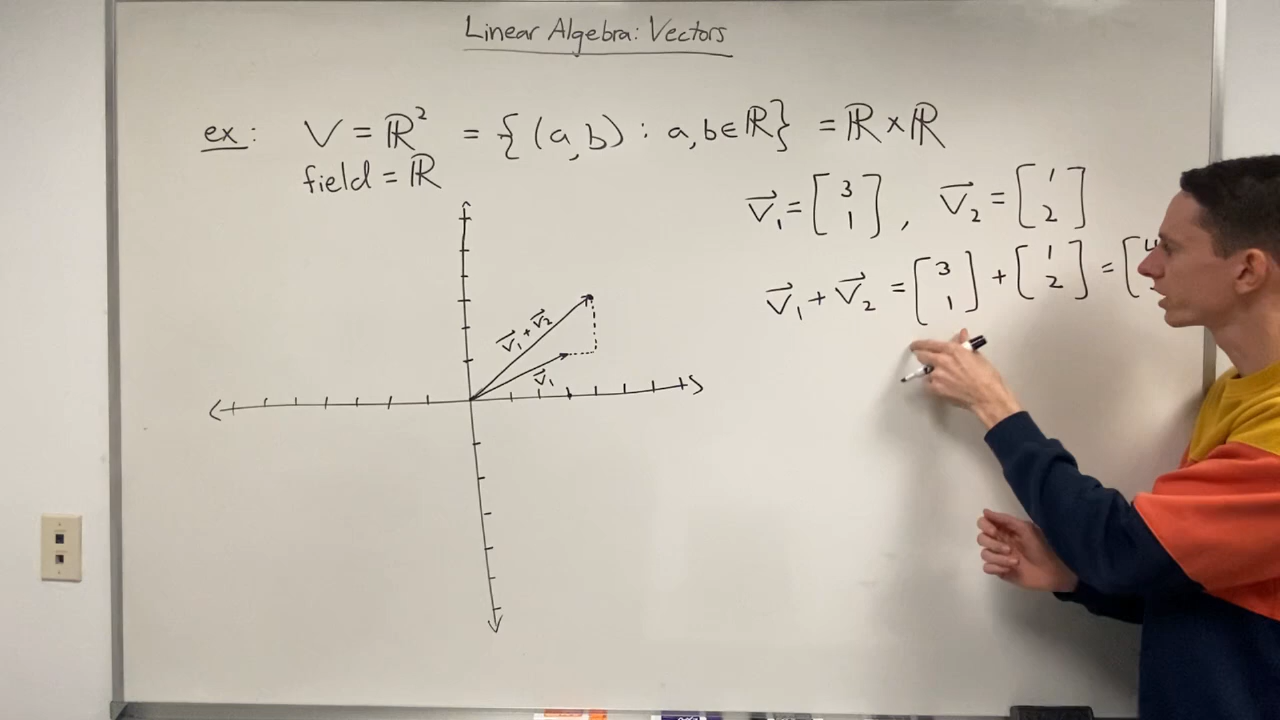 Linear Algebra: Vectors
ex: V = ℝ² = {(a,b) : a,b∈ℝ} = ℝ×ℝ
field = ℝ
v⃗₁ = [3 1], v⃗₂ = [1 2]
v⃗₁ + v⃗₂ = [3 1] + [1 2] = [4
v⃗₁ + v⃗₂
v⃗₁